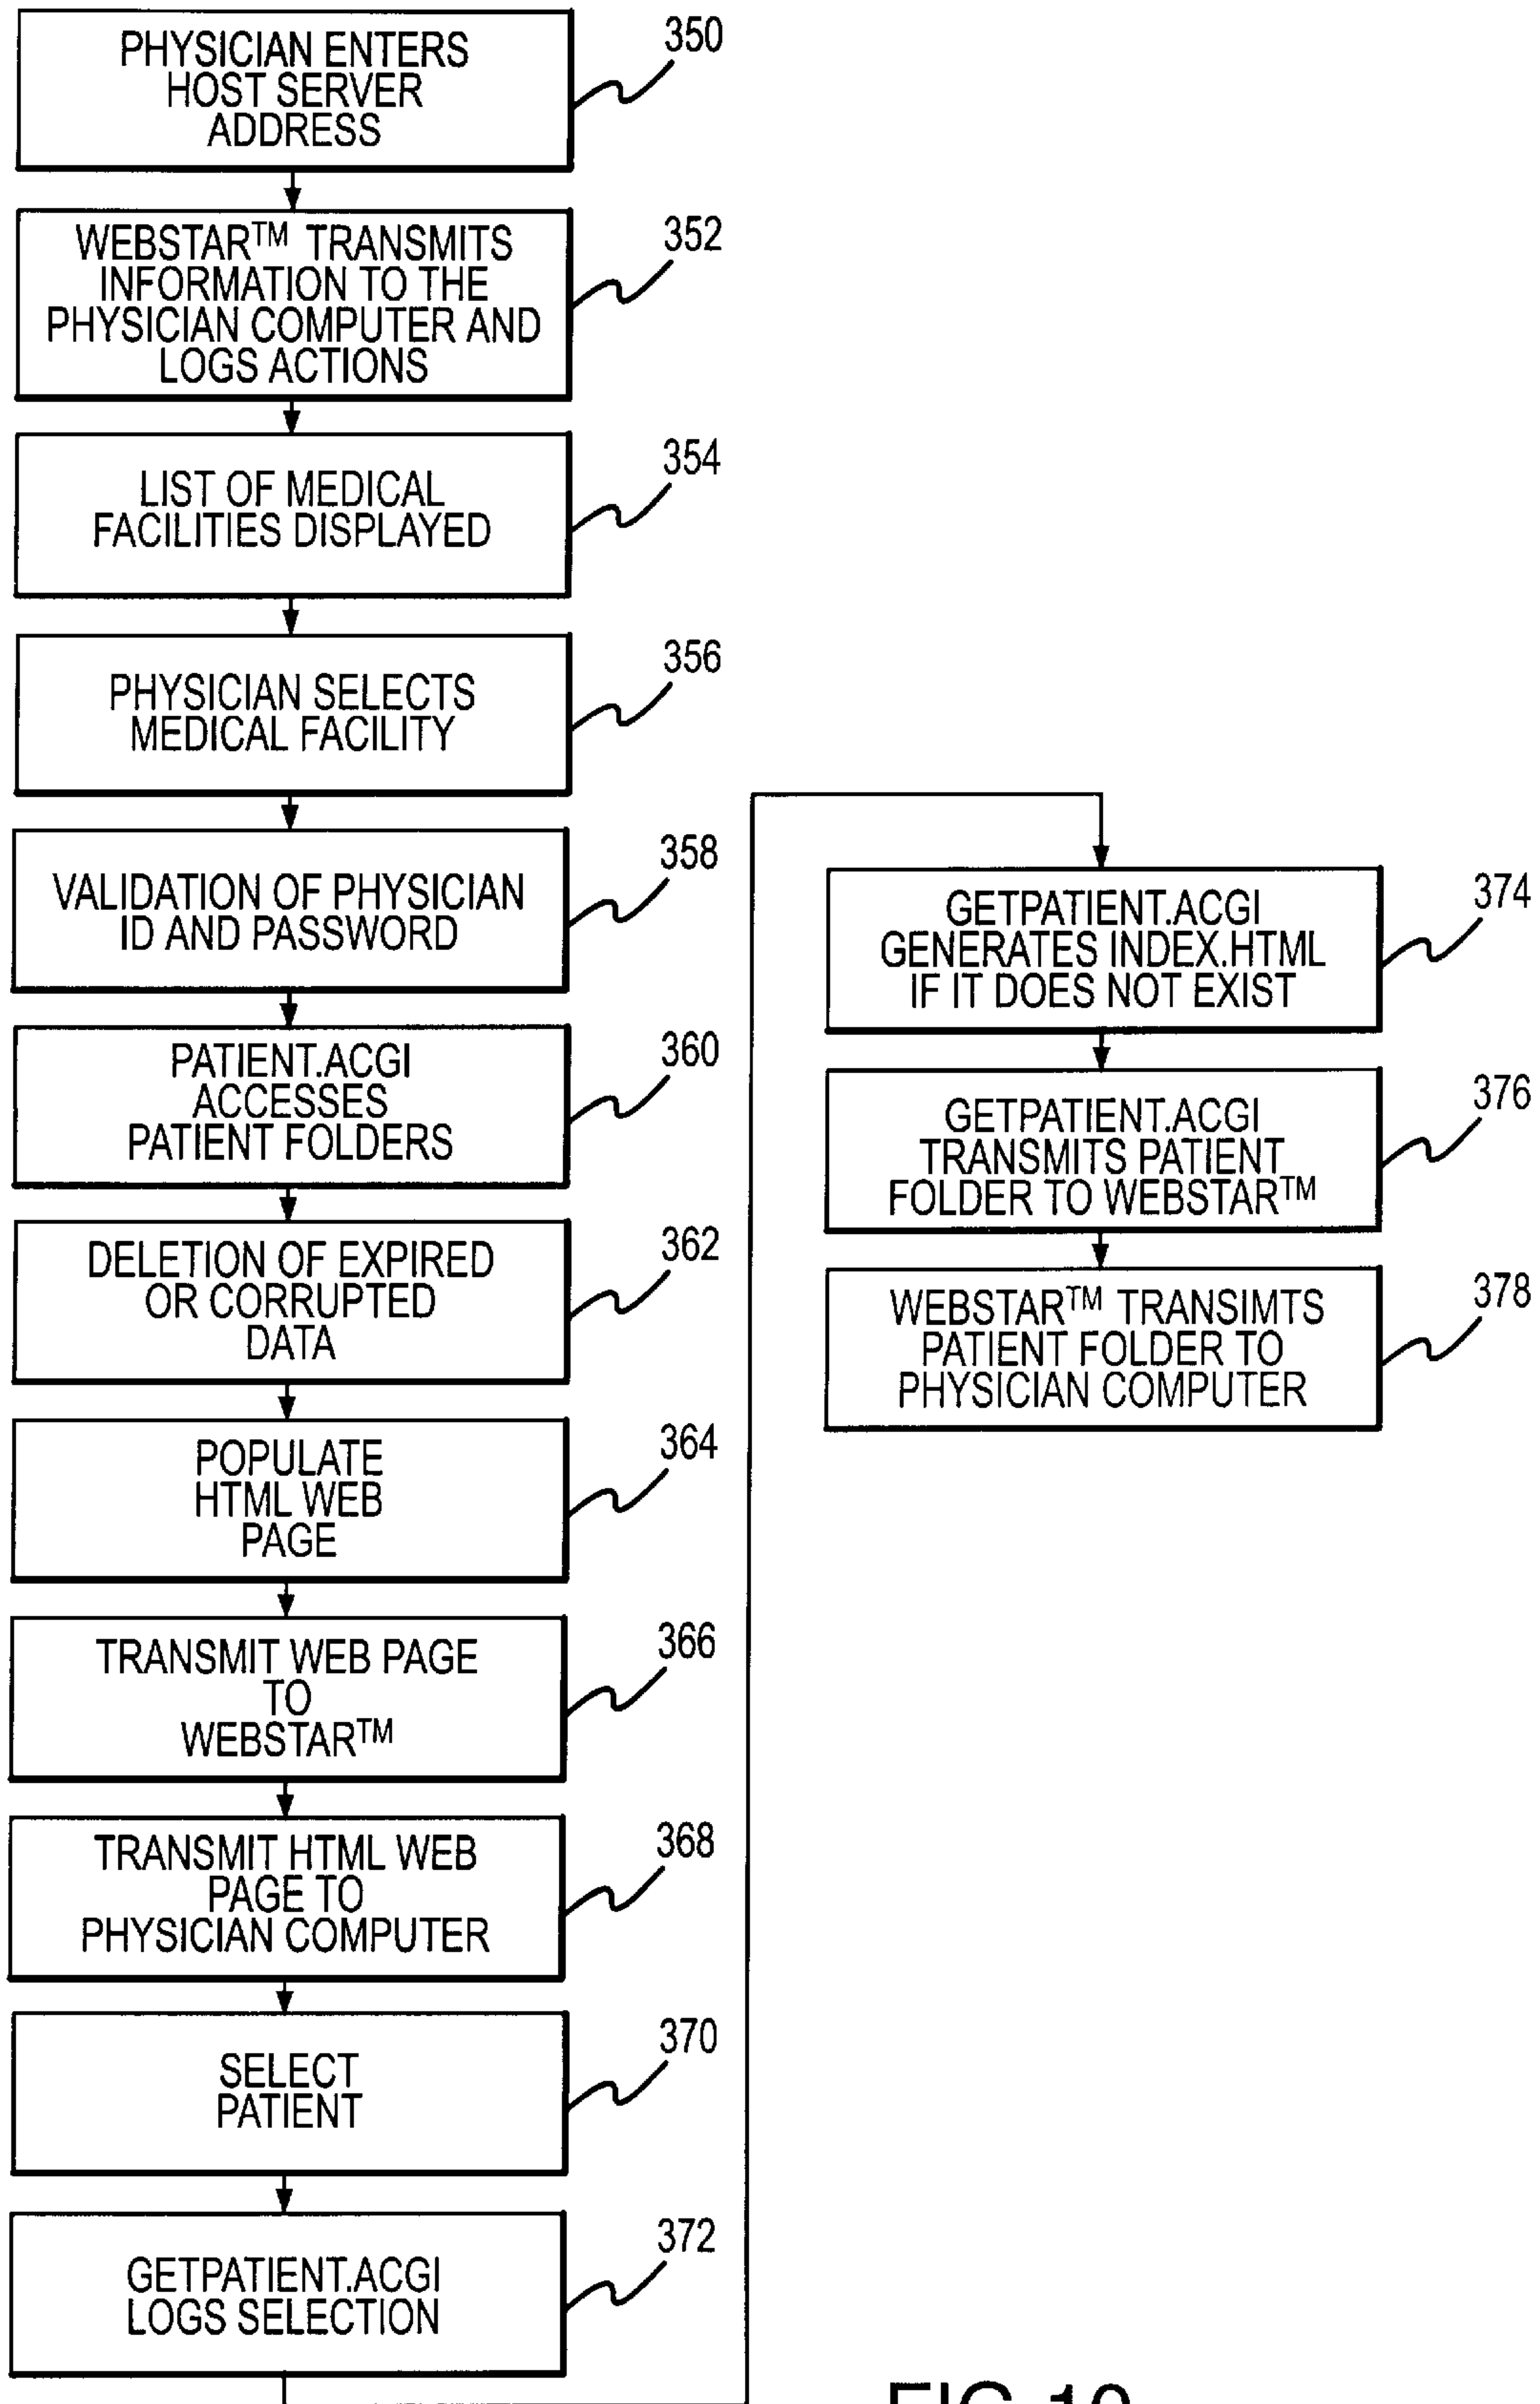 PHYSICIAN ENTERS
HOST SERVER
ADDRESS
350
WEBSTAR™ TRANSMITS
INFORMATION TO THE
PHYSICIAN COMPUTER AND
LOGS ACTIONS
352
LIST OF MEDICAL
FACILITIES DISPLAYED
354
PHYSICIAN SELECTS
MEDICAL FACILITY
356
VALIDATION OF PHYSICIAN
ID AND PASSWORD
358
PATIENT.ACGI
ACCESSES
PATIENT FOLDERS
360
DELETION OF EXPIRED
OR CORRUPTED
DATA
362
POPULATE
HTML WEB
PAGE
364
TRANSMIT WEB PAGE
TO
WEBSTAR™
366
TRANSMIT HTML WEB
PAGE TO
PHYSICIAN COMPUTER
368
SELECT
PATIENT
370
GETPATIENT.ACGI
LOGS SELECTION
372
GETPATIENT.ACGI
GENERATES INDEX.HTML
IF IT DOES NOT EXIST
374
GETPATIENT.ACGI
TRANSMITS PATIENT
FOLDER TO WEBSTAR™
376
WEBSTAR™ TRANSIMTS
PATIENT FOLDER TO
PHYSICIAN COMPUTER
378